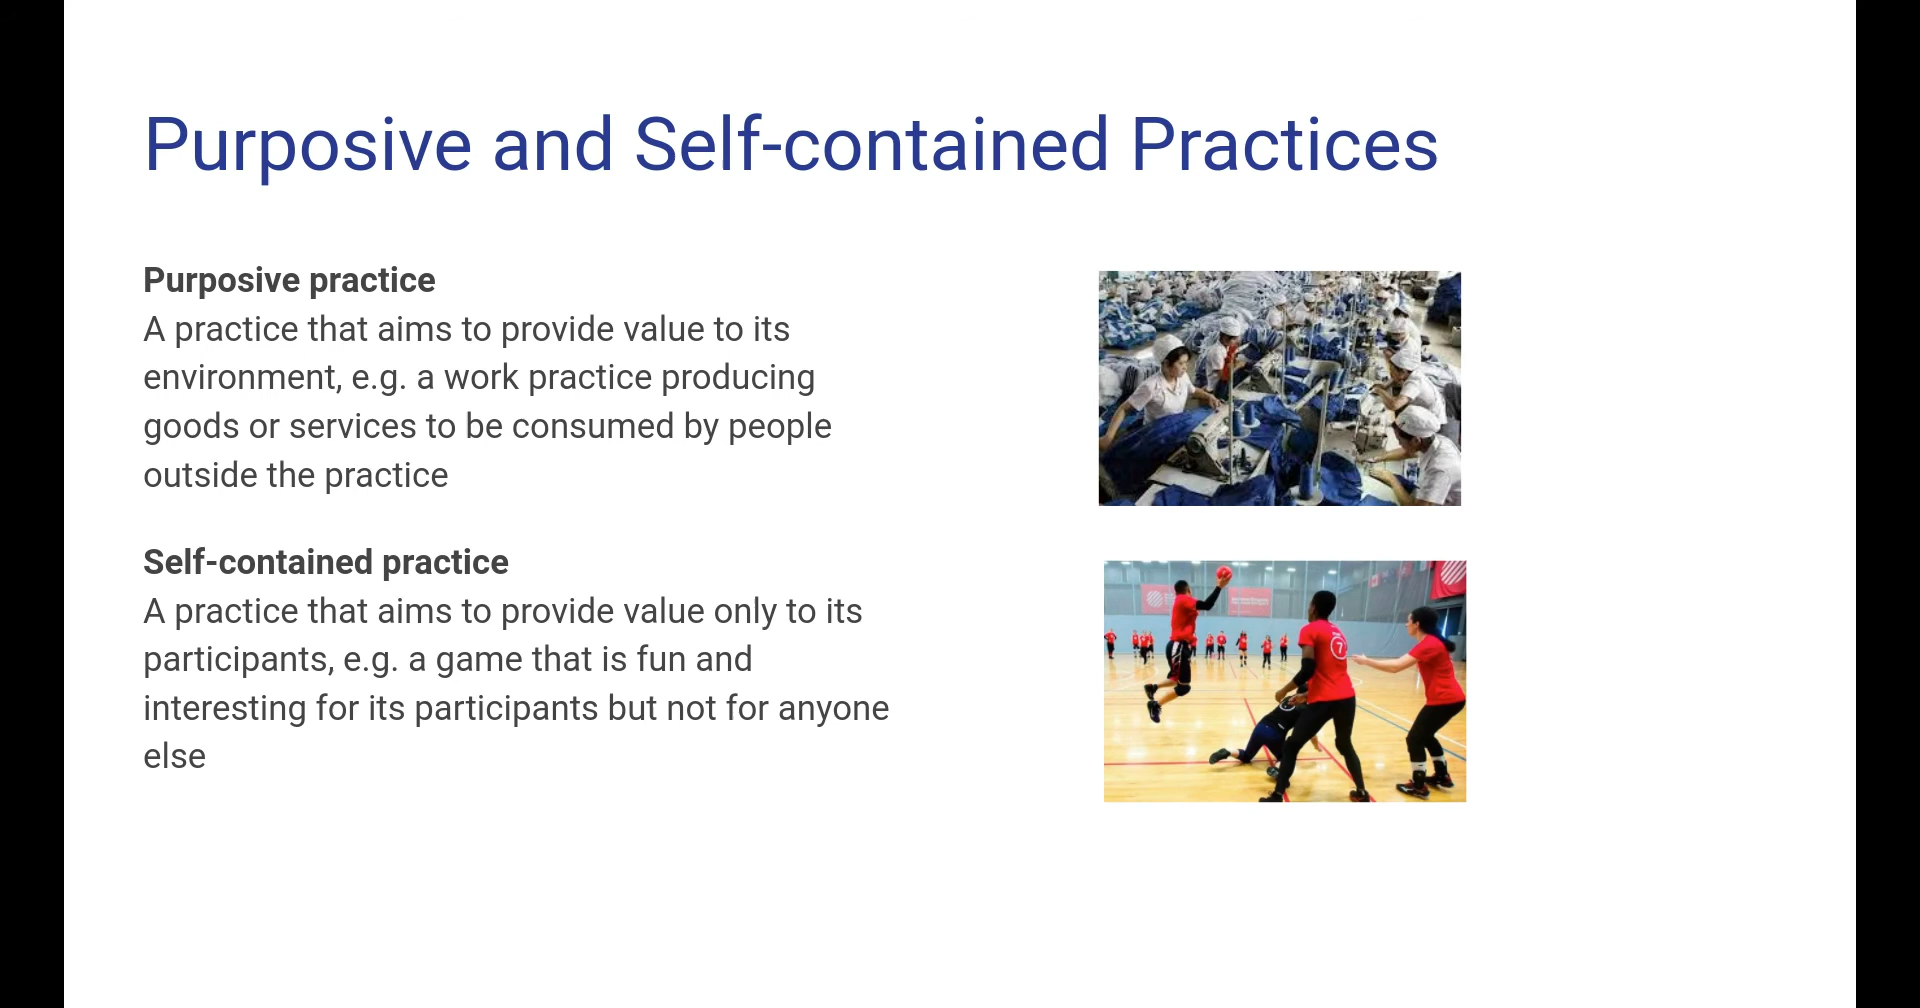 Purposive and Self-contained Practices
Purposive practice
A practice that aims to provide value to its
environment, e.g. a work practice producing
goods or services to be consumed by people
outside the practice
Self-contained practice
A practice that aims to provide value only to its
participants, e.g. a game that is fun and
interesting for its participants but not for anyone
else
7